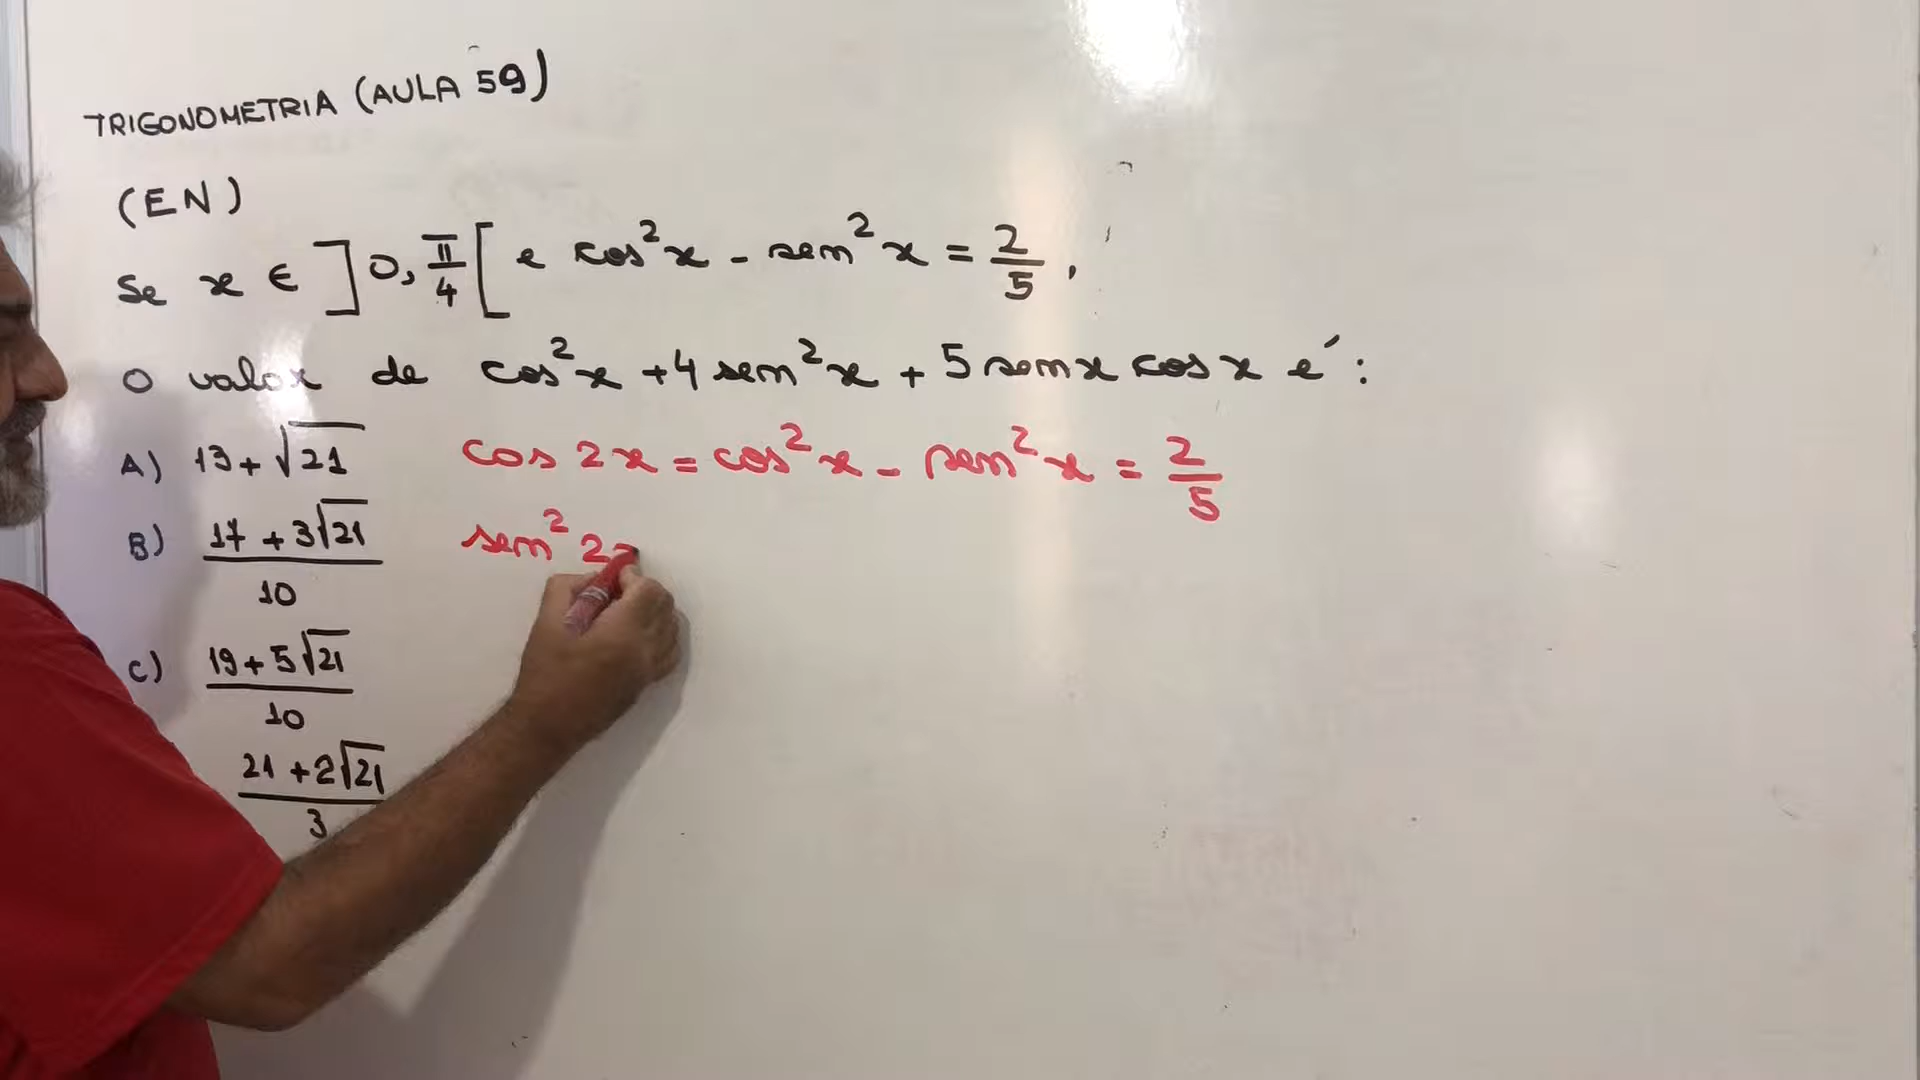 TRIGONOMETRIA (AULA 59)
(EN)
Se x ∈ ]0, π/4[ e cos²x - sen²x = 2/5,
o valor de cos²x + 4 sen²x + 5 senx cosx é:
A) 13 + √21
cos 2x = cos²x - sen²x = 2/5
B) (17 + 3√21)/10
sen² 2
C) (19 + 5√21)/10
(21 + 2√21)/3